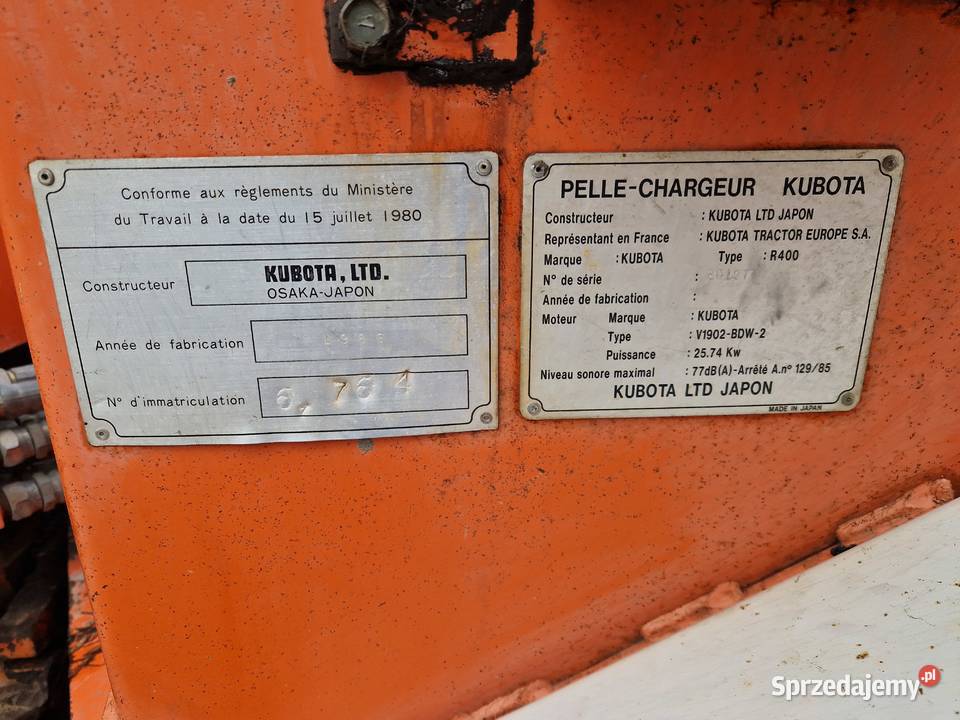 Conforme aux règlements du Ministère
du Travail à la date du 15 juillet 1980
Constructeur
KUBOTA, LTD.
OSAKA-JAPON
Année de fabrication
N° d'immatriculation 6,764
PELLE-CHARGEUR KUBOTA
Constructeur : KUBOTA LTD JAPON
Représentant en France : KUBOTA TRACTOR EUROPE S.A.
Marque : KUBOTA Type : R400
N° de série :
Année de fabrication :
Moteur Marque : KUBOTA
Type : V1902-BDW-2
Puissance : 25.74 Kw
Niveau sonore maximal : 77dB(A)-Arrêté A.n° 129/85
KUBOTA LTD JAPON
MADE IN JAPAN
7
Sprzedajemy.pl